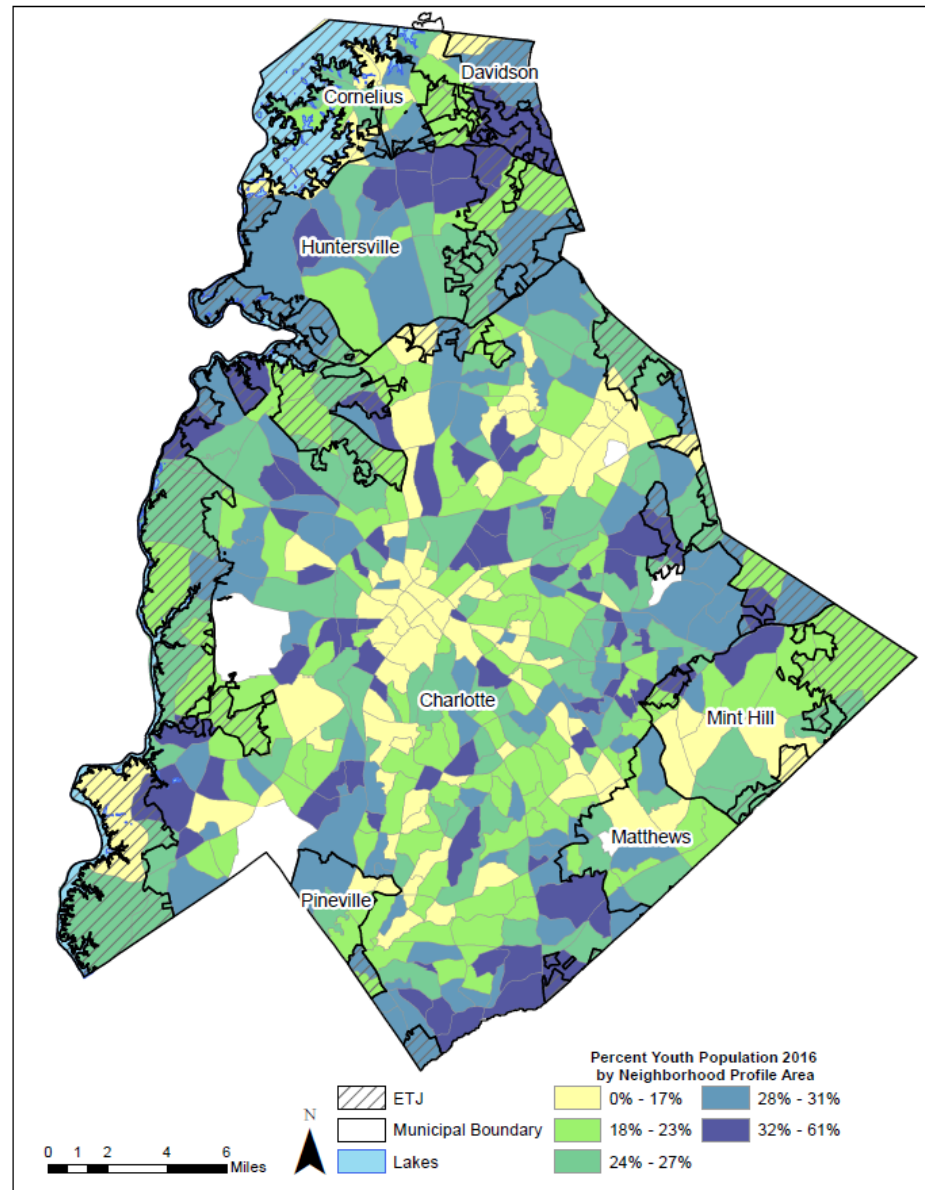 Davidson
Cornelius
Huntersville
Charlotte
Mint Hill
Matthews
Pineville
Percent Youth Population 2016
by Neighborhood Profile Area
N
ETJ
Municipal Boundary
Lakes
0% - 17%
18% - 23%
24% - 27%
28% - 31%
32% - 61%
0 1 2 4 6
Miles